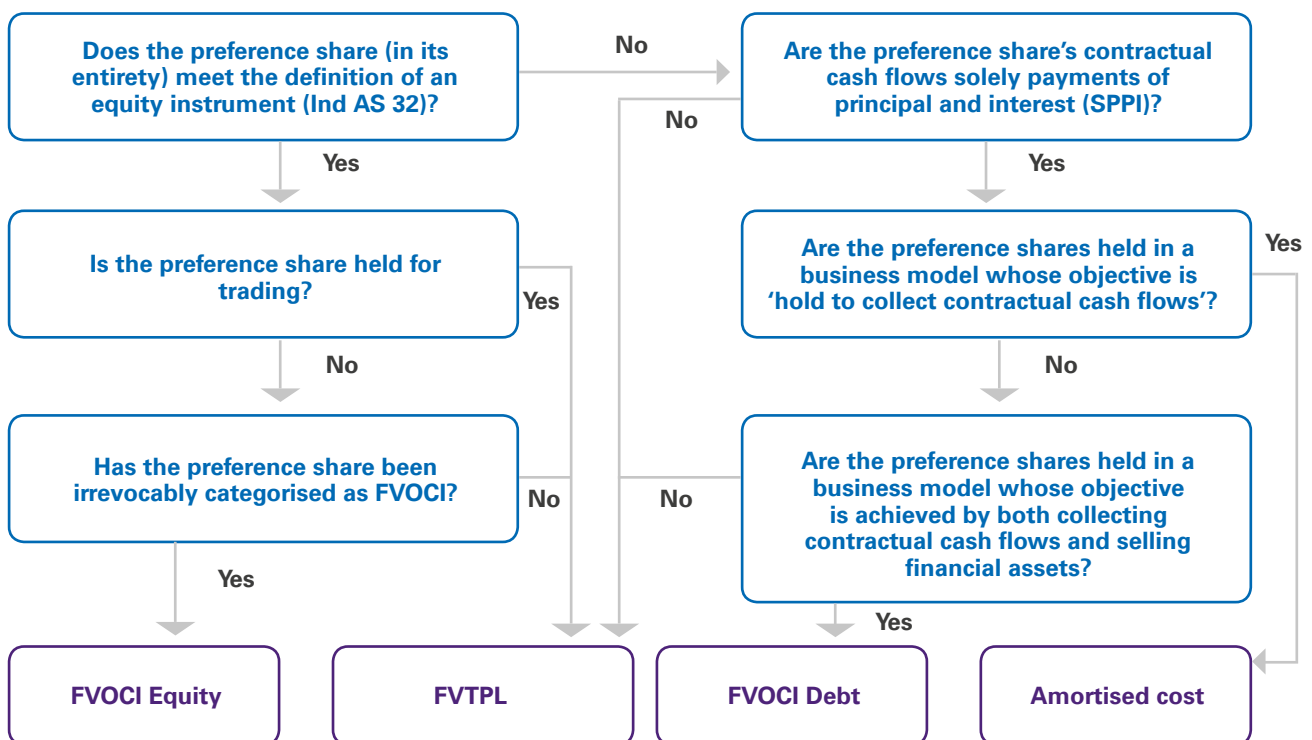 Does the preference share (in its
entirety) meet the definition of an
equity instrument (Ind AS 32)?
No
Are the preference share's contractual
cash flows solely payments of
principal and interest (SPPI)?
No
Yes
Yes
Is the preference share held for
trading?
Yes
Are the preference shares held in a
business model whose objective is
‘hold to collect contractual cash flows’?
Yes
No
No
Has the preference share been
irrevocably categorised as FVOCI?
No
No
Are the preference shares held in a
business model whose objective
is achieved by both collecting
contractual cash flows and selling
financial assets?
Yes
Yes
FVOCI Equity
FVTPL
FVOCI Debt
Amortised cost